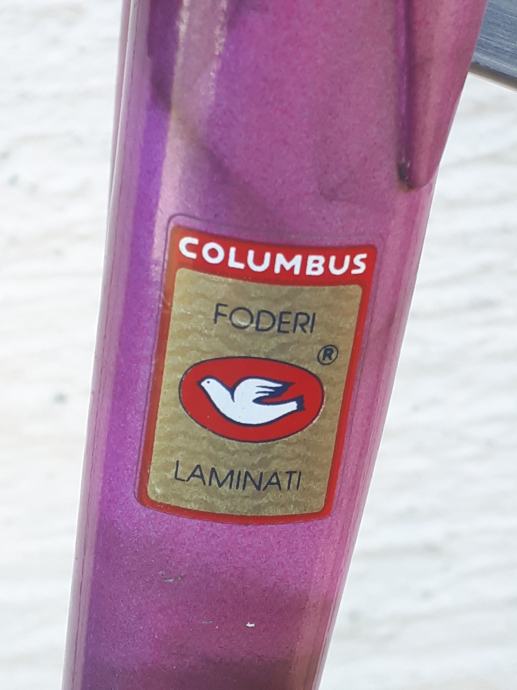 COLUMBUS
FODERI
®
LAMINATI